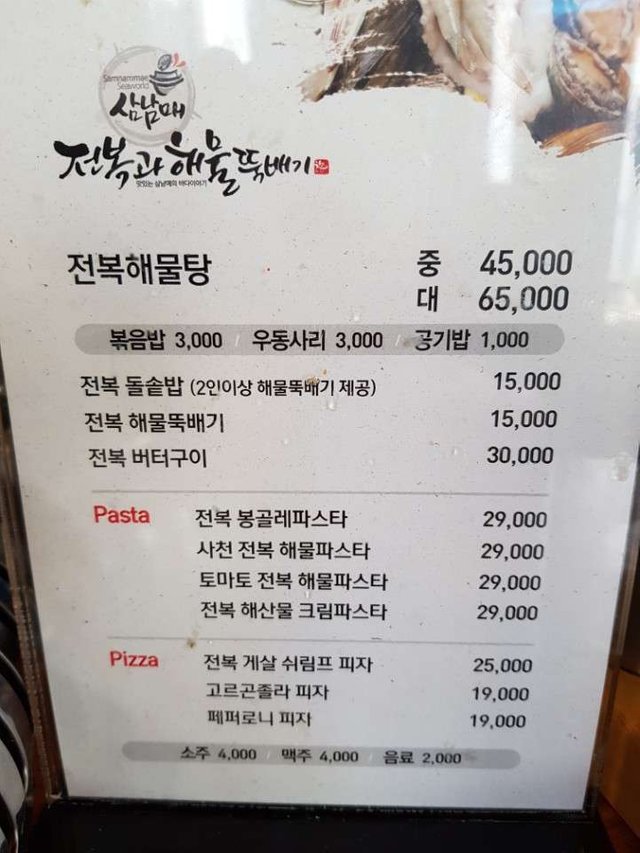 Samnammae
Seaworld
삼남매
전복과 해물뚝배기
맛있는 삼남매의 바다이야기
전복해물탕 중 45,000
대 65,000
볶음밥 3,000 / 우동사리 3,000 / 공기밥 1,000
전복 돌솥밥 (2인이상 해물뚝배기 제공) 15,000
전복 해물뚝배기 15,000
전복 버터구이 30,000
Pasta 전복 봉골레파스타 29,000
사천 전복 해물파스타 29,000
토마토 전복 해물파스타 29,000
전복 해산물 크림파스타 29,000
Pizza 전복 게살 쉬림프 피자 25,000
고르곤졸라 피자 19,000
페퍼로니 피자 19,000
소주 4,000 / 맥주 4,000 / 음료 2,000